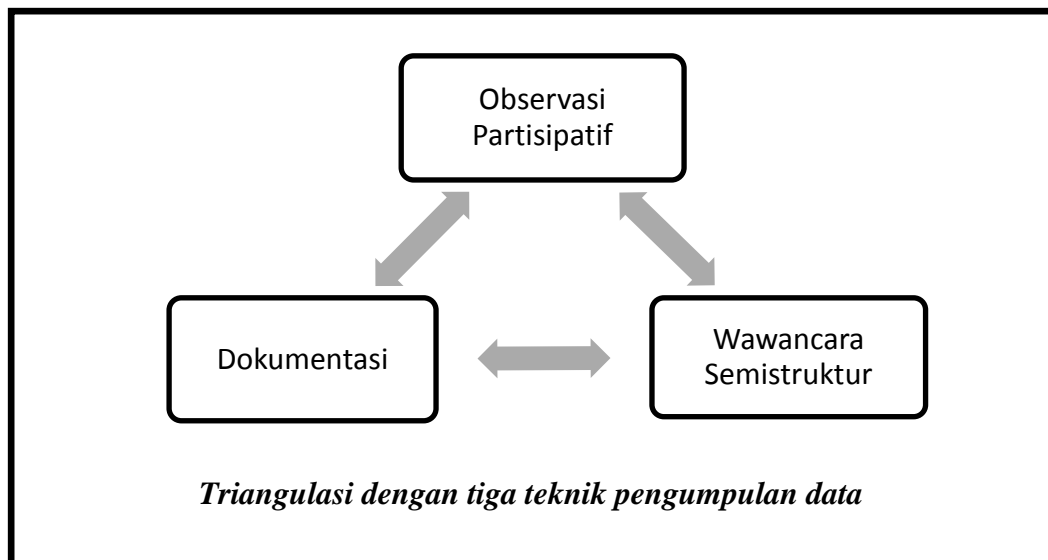 Observasi
Partisipatif
Dokumentasi
Wawancara
Semistruktur
Triangulasi dengan tiga teknik pengumpulan data